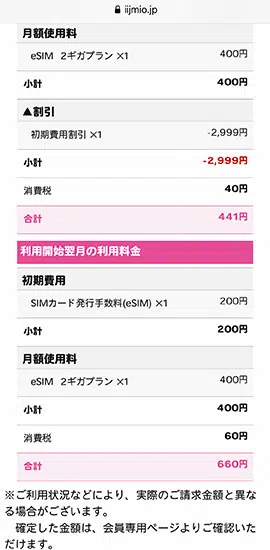 iijmio.jp
月額使用料
eSIM 2ギガプラン ×1 400円
小計 400円
▲割引
初期費用割引 ×1 -2,999円
小計 -2,999円
消費税 40円
合計 441円
利用開始翌月の利用料金
初期費用
SIMカード発行手数料(eSIM) ×1 200円
小計 200円
月額使用料
eSIM 2ギガプラン ×1 400円
小計 400円
消費税 60円
合計 660円
※ご利用状況などにより、実際のご請求金額と異な
る場合がございます。
確定した金額は、会員専用ページよりご確認いた
だけます。